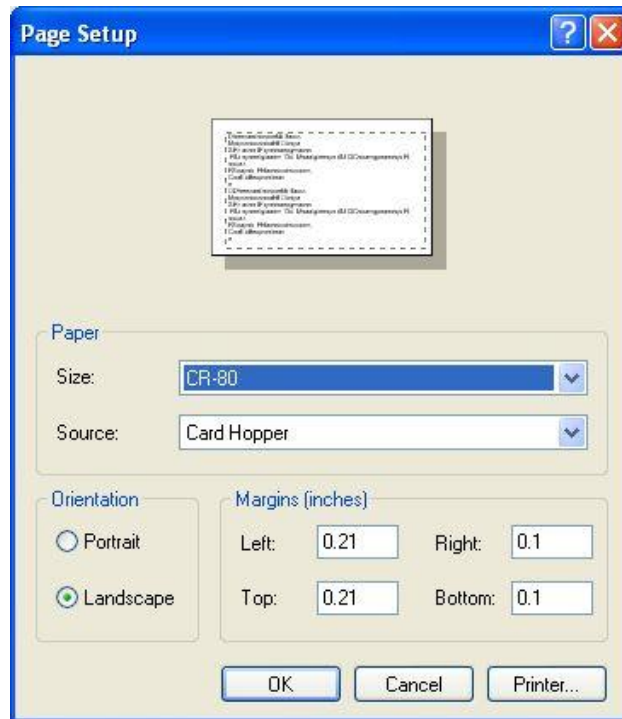 Page Setup
Paper
Size: CR-80
Source: Card Hopper
Orientation
Portrait
Landscape
Margins (inches)
Left: 0.21 Right: 0.1
Top: 0.21 Bottom: 0.1
OK Cancel Printer...